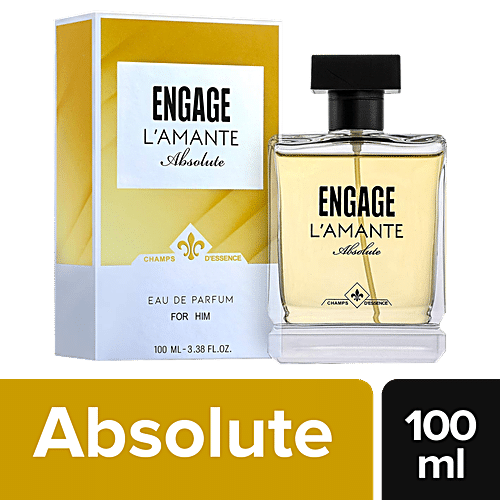 ENGAGE
L'AMANTE
Absolute
CHAMPS D'ESSENCE
EAU DE PARFUM
FOR HIM
100 ML-3.38 FL.OZ.
ENGAGE
L'AMANTE
Absolute
CHAMPS D'ESSENCE
Absolute
100
ml